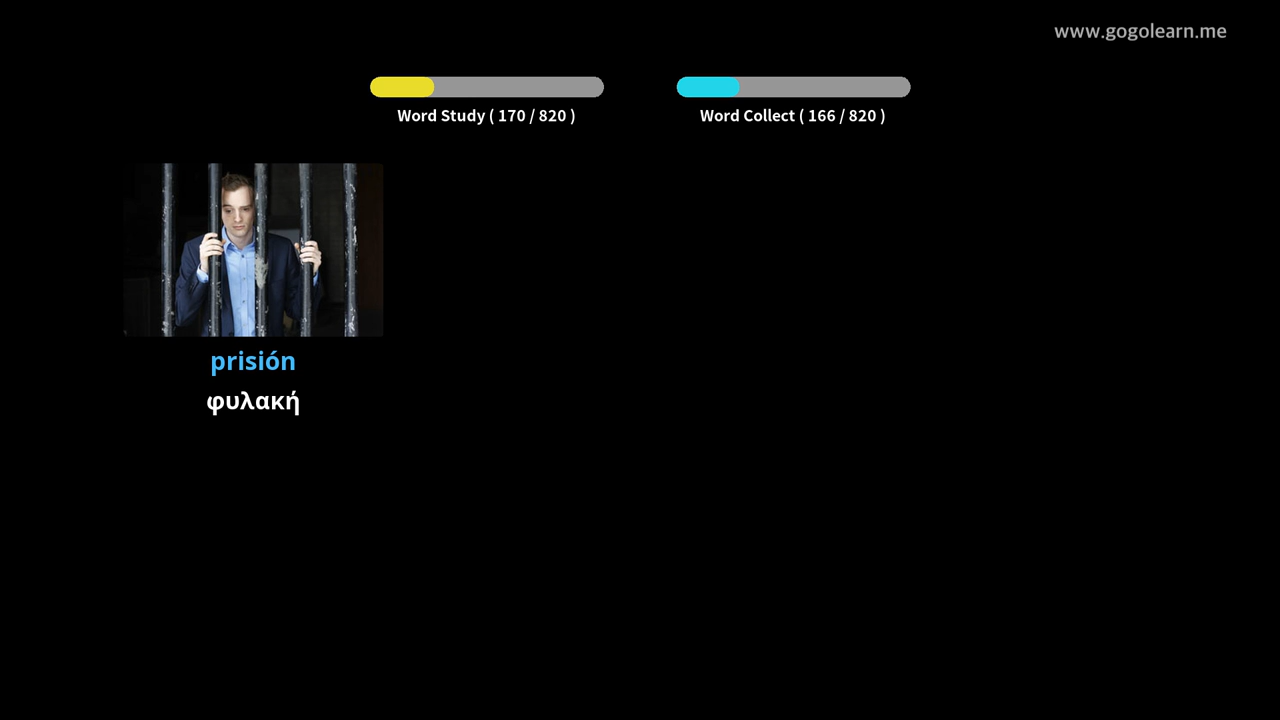 www.gogolearn.me
Word Study ( 170 / 820 )
Word Collect ( 166 / 820 )
prisión
φυλακή